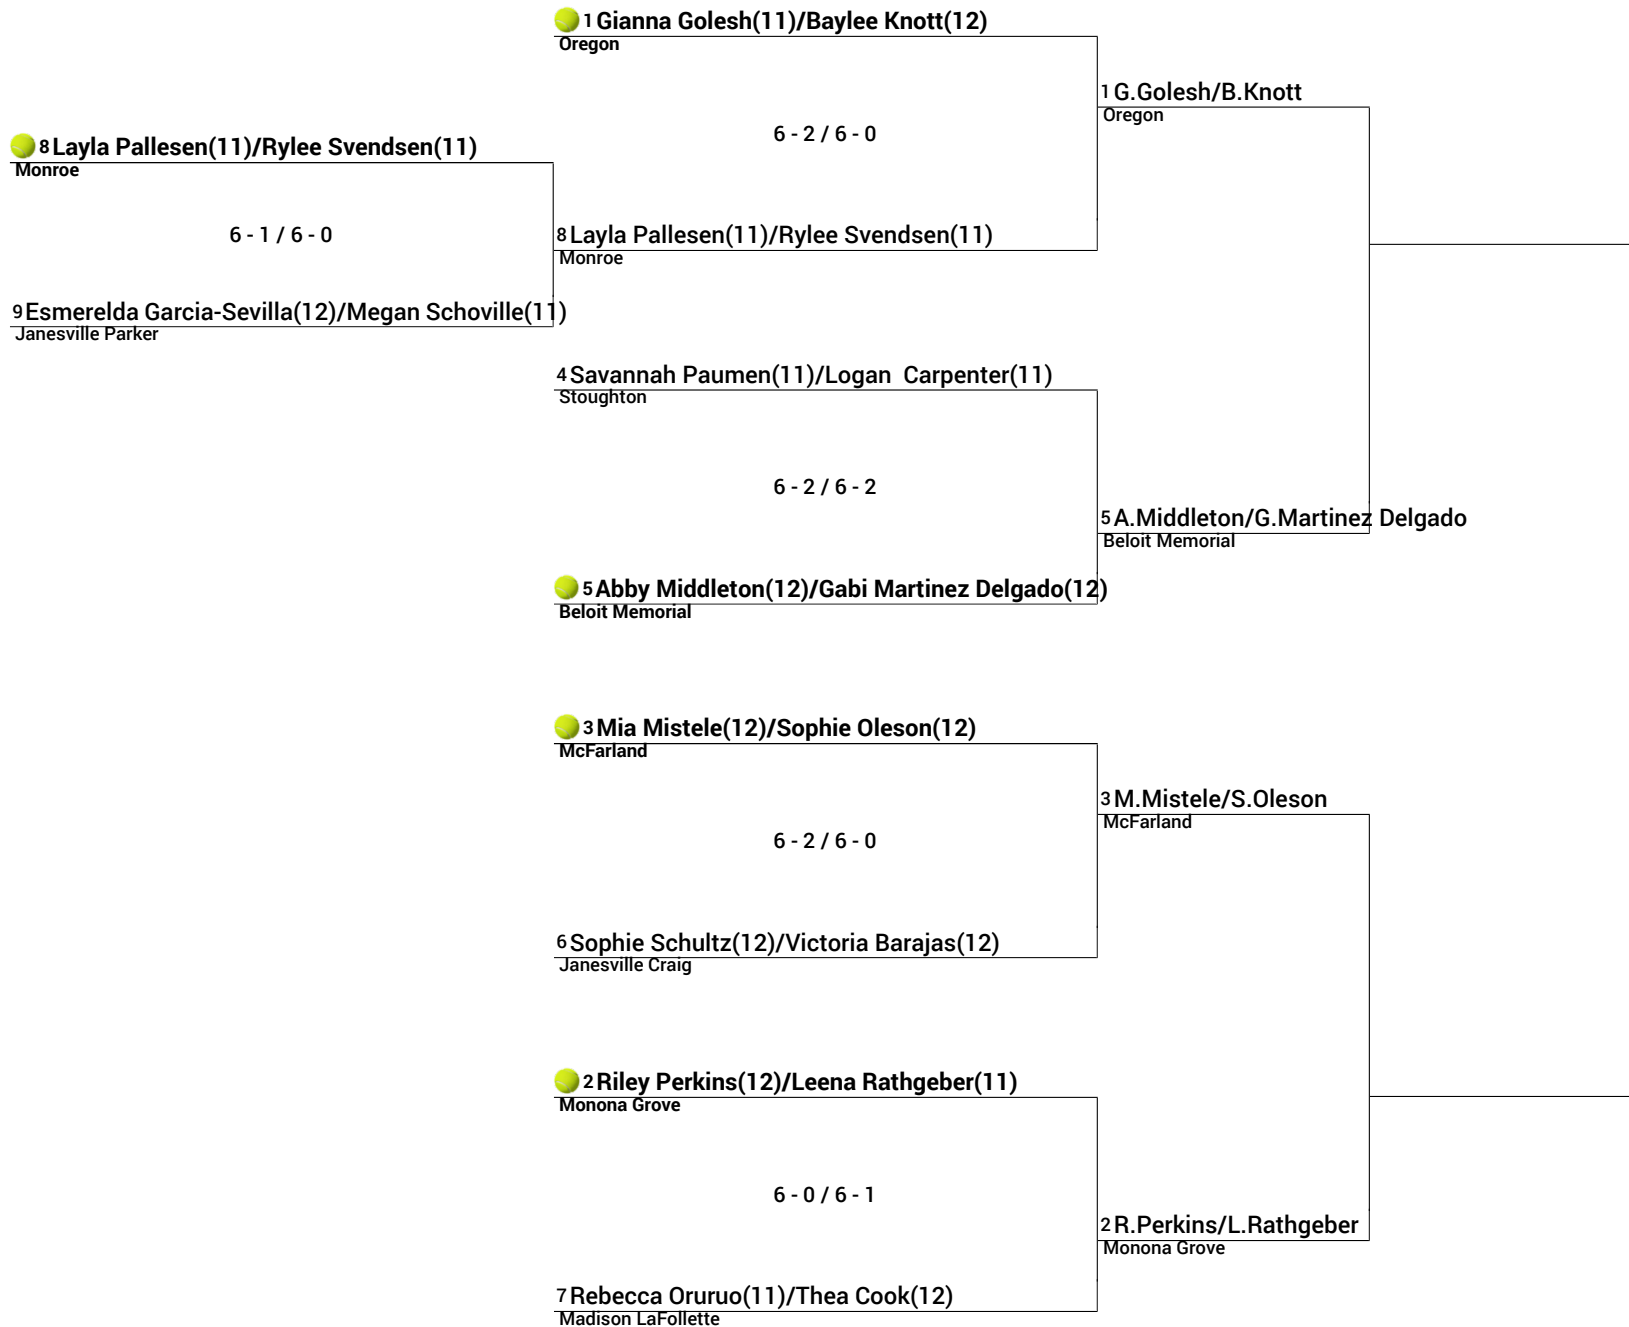 1 Gianna Golesh(11)/Baylee Knott(12)
Oregon
1 G.Golesh/B.Knott
Oregon
6 - 2 / 6 - 0
8 Layla Pallesen(11)/Rylee Svendsen(11)
Monroe
6 - 1 / 6 - 0
8 Layla Pallesen(11)/Rylee Svendsen(11)
Monroe
9 Esmerelda Garcia-Sevilla(12)/Megan Schoville(11)
Janesville Parker
4 Savannah Paumen(11)/Logan  Carpenter(11)
Stoughton
6 - 2 / 6 - 2
5 A.Middleton/G.Martinez Delgado
Beloit Memorial
5 Abby Middleton(12)/Gabi Martinez Delgado(12)
Beloit Memorial
3 Mia Mistele(12)/Sophie Oleson(12)
McFarland
3 M.Mistele/S.Oleson
McFarland
6 - 2 / 6 - 0
6 Sophie Schultz(12)/Victoria Barajas(12)
Janesville Craig
2 Riley Perkins(12)/Leena Rathgeber(11)
Monona Grove
6 - 0 / 6 - 1
2 R.Perkins/L.Rathgeber
Monona Grove
7 Rebecca Oruruo(11)/Thea Cook(12)
Madison LaFollette